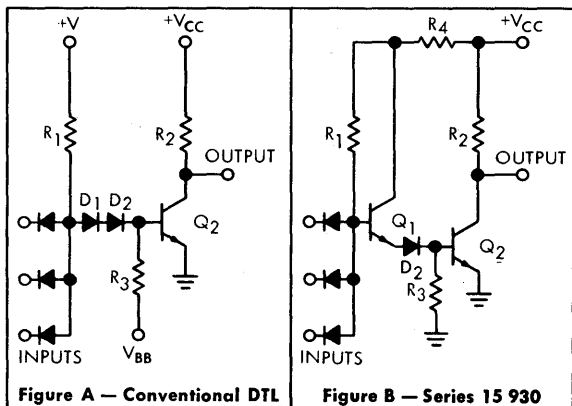 +V
+VCC
R1
R2
OUTPUT
D1 D2
Q2
R3
INPUTS
VBB
Figure A — Conventional DTL
R4
+VCC
R1
R2
OUTPUT
Q1
D2
Q2
R3
INPUTS
Figure B — Series 15 930